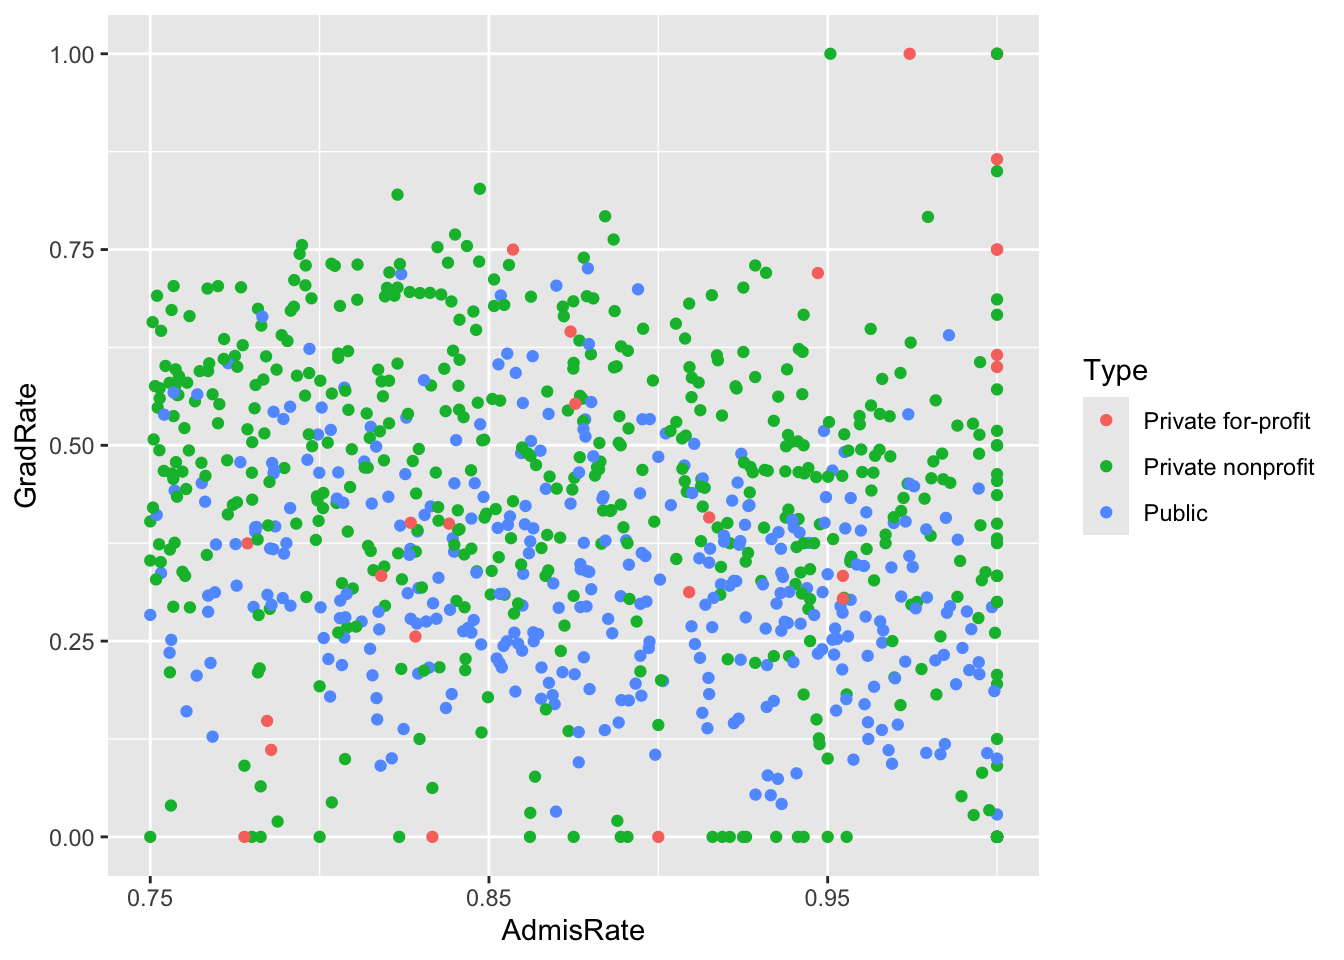 1.00
0.75
0.50
0.25
0.00
GradRate
0.75
0.85
0.95
AdmisRate
Type
Private for-profit
Private nonprofit
Public